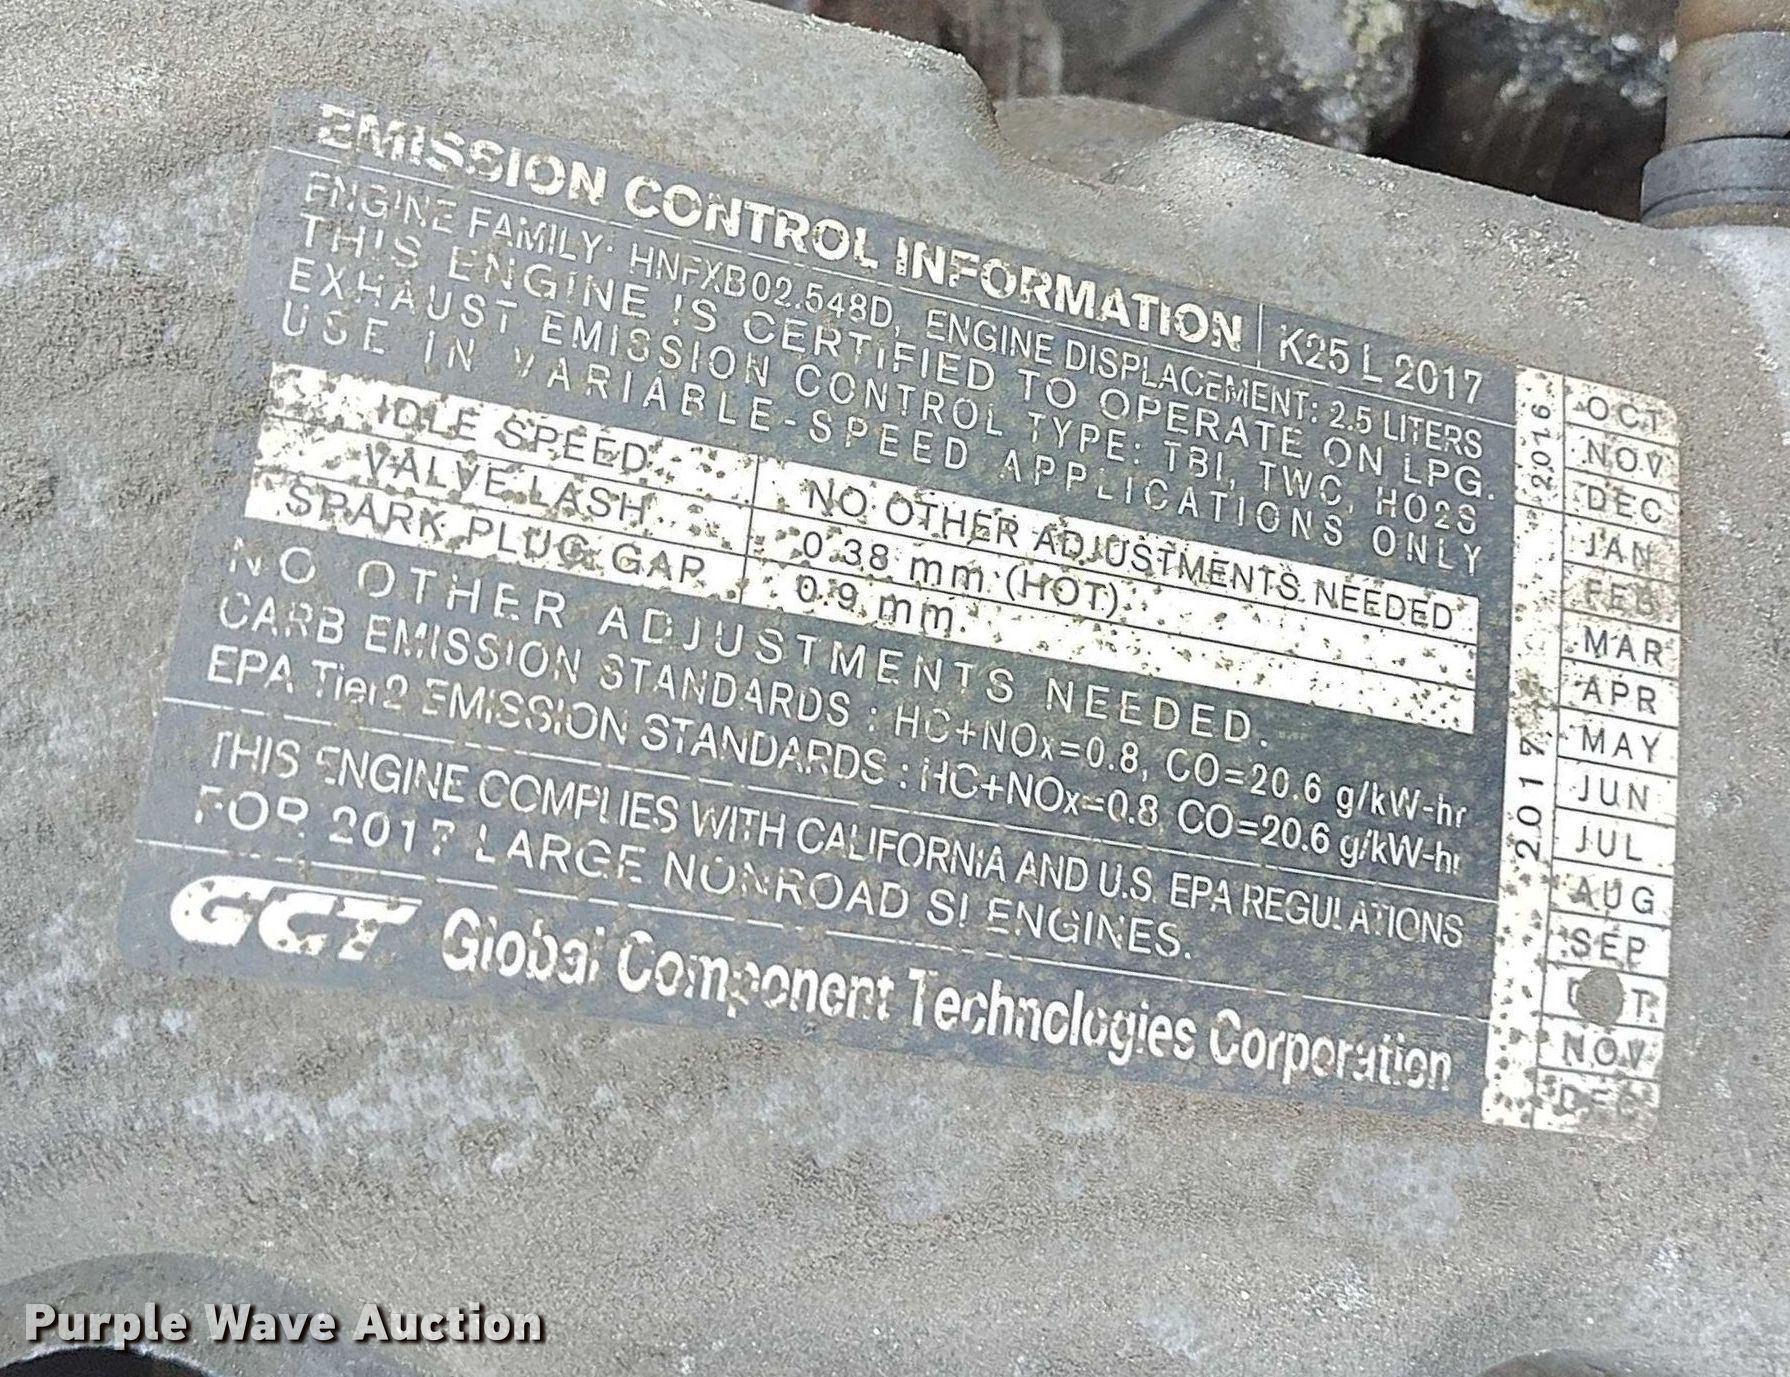 EMISSION CONTROL INFORMATION K25 L 2017
ENGINE FAMILY: HNFXB02.548D, ENGINE DISPLACEMENT: 2.5 LITERS
THIS ENGINE IS CERTIFIED TO OPERATE ON LPG.
EXHAUST EMISSION CONTROL TYPE: TBI, TWC, HO2S
USE IN VARIABLE-SPEED APPLICATIONS ONLY
IDLE SPEED NO OTHER ADJUSTMENTS NEEDED
VALVE LASH 0.38 mm (HOT)
SPARK PLUG GAP 0.9 mm
NO OTHER ADJUSTMENTS NEEDED.
CARB EMISSION STANDARDS : HC+NOx=0.8, CO=20.6 g/kW-hr
EPA Tier2 EMISSION STANDARDS : HC+NOx=0.8, CO=20.6 g/kW-hr
THIS ENGINE COMPLIES WITH CALIFORNIA AND U.S. EPA REGULATIONS
FOR 2017 LARGE NONROAD SI ENGINES.
GCT Global Component Technologies Corporation
2016
OCT
NOV
DEC
2017
JAN
FEB
MAR
APR
MAY
JUN
JUL
AUG
SEP
NOV
DEC
Purple Wave Auction